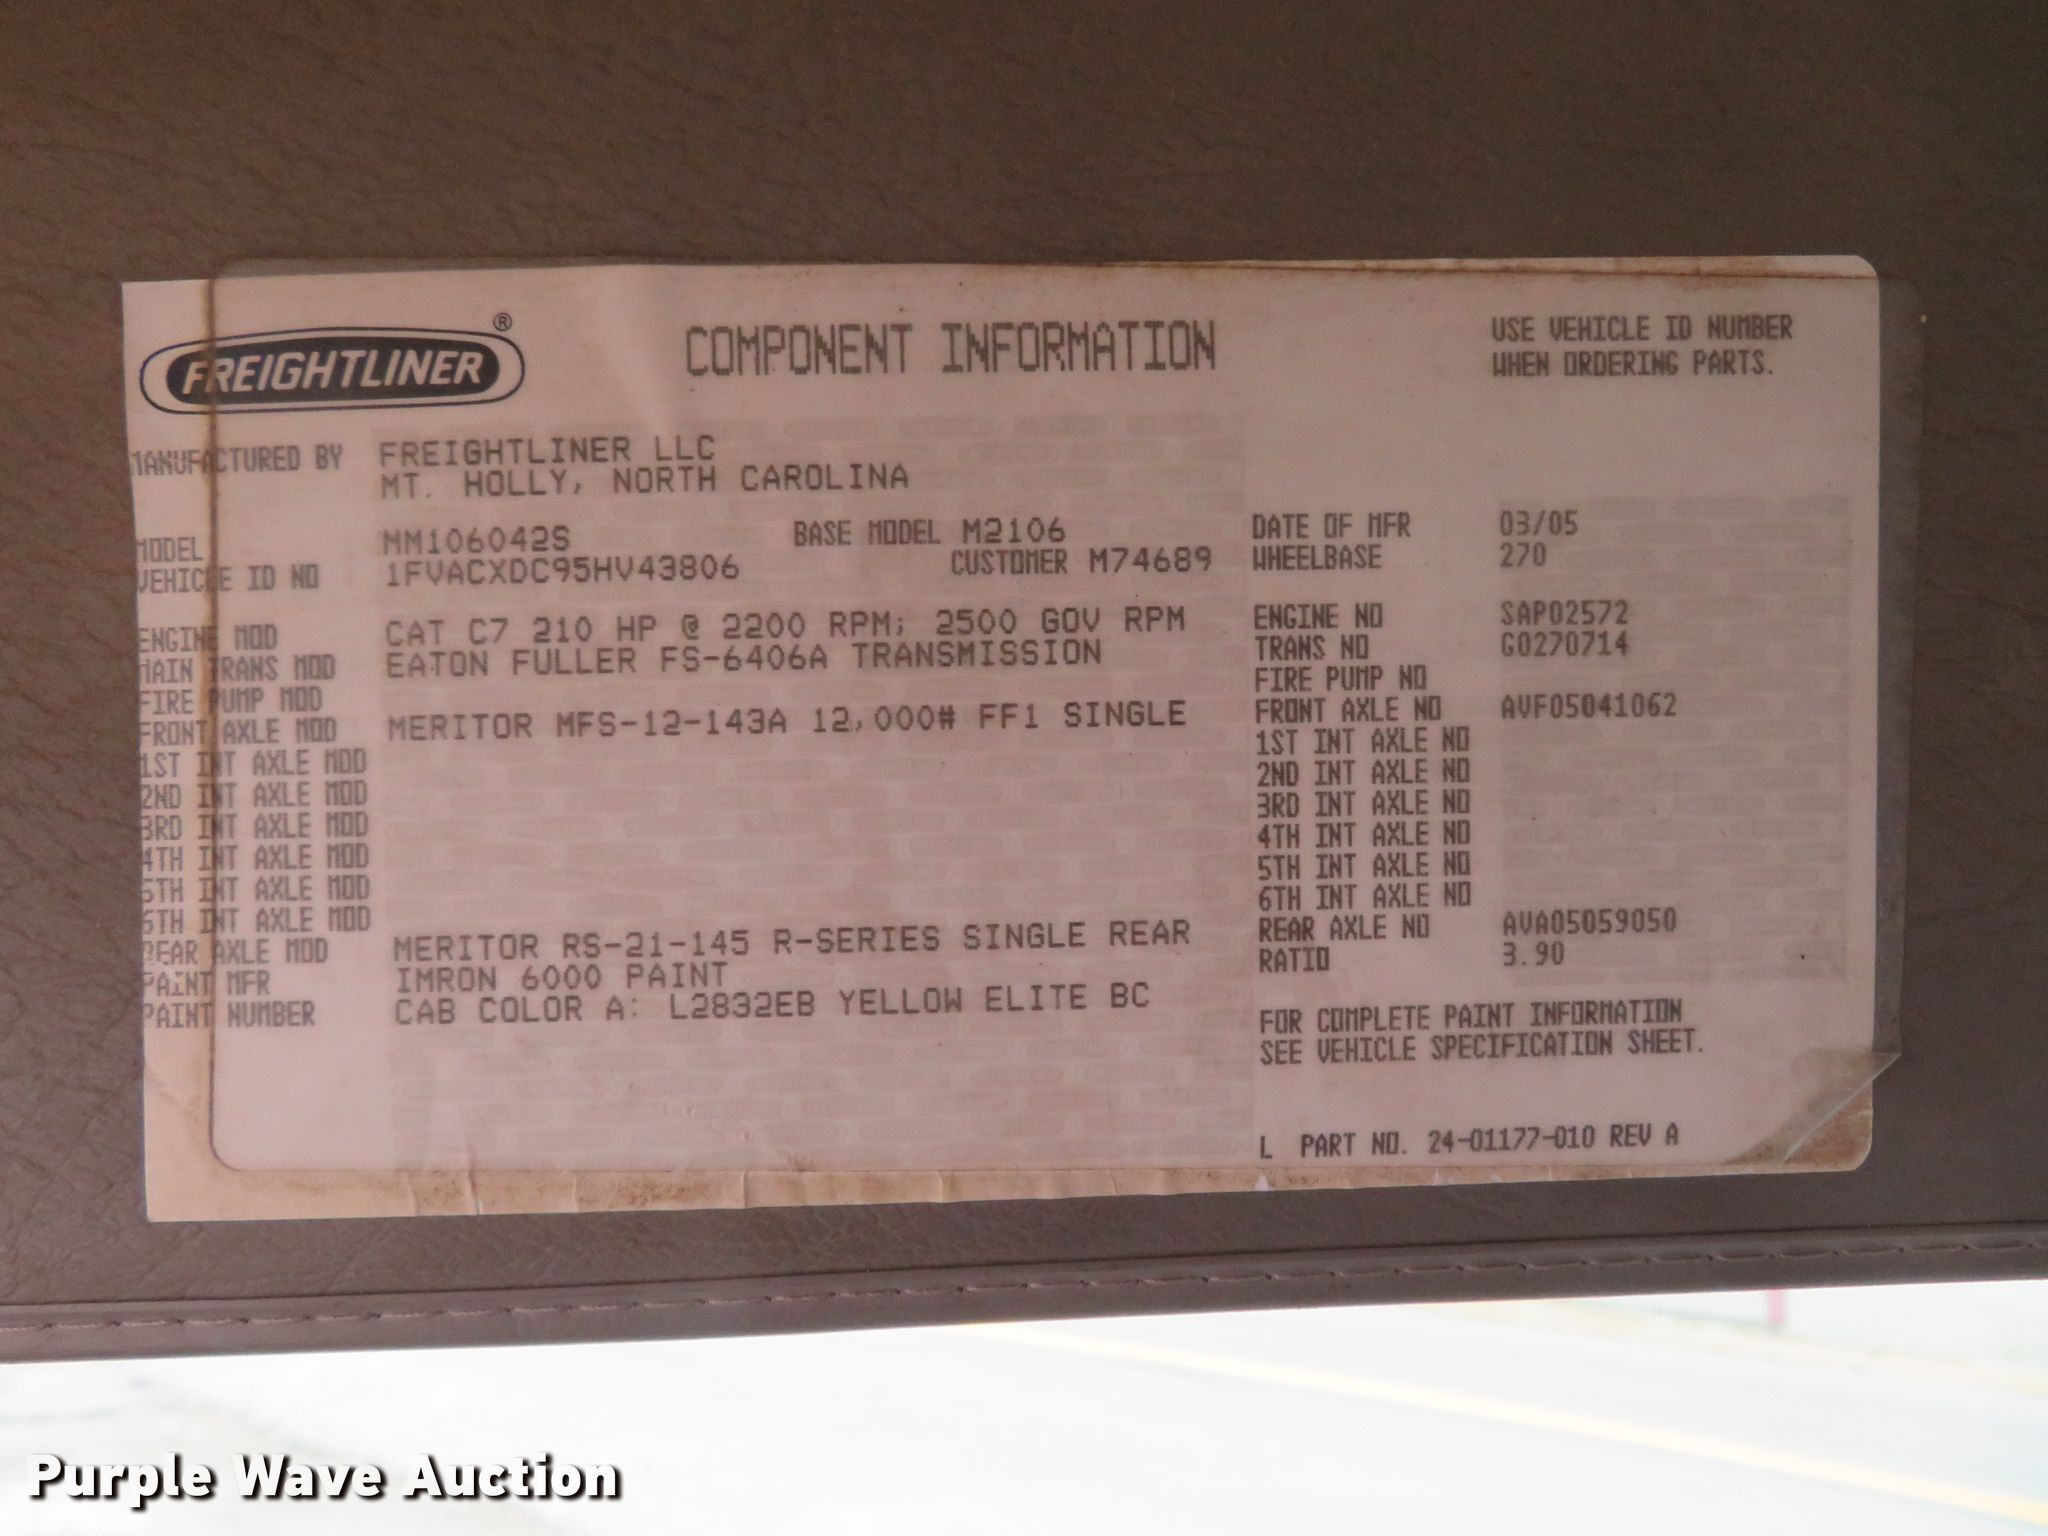 FREIGHTLINER ®
COMPONENT INFORMATION
USE VEHICLE ID NUMBER
WHEN ORDERING PARTS.
MANUFACTURED BY FREIGHTLINER LLC
MT. HOLLY, NORTH CAROLINA
MODEL MM106042S BASE MODEL M2106
VEHICLE ID NO 1FVACXDC95HV43806 CUSTOMER M74689
ENGINE MOD CAT C7 210 HP @ 2200 RPM; 2500 GOV RPM
MAIN TRANS MOD EATON FULLER FS-6406A TRANSMISSION
FIRE PUMP MOD
FRONT AXLE MOD MERITOR MFS-12-143A 12,000# FF1 SINGLE
1ST INT AXLE MOD
2ND INT AXLE MOD
3RD INT AXLE MOD
4TH INT AXLE MOD
5TH INT AXLE MOD
6TH INT AXLE MOD
REAR AXLE MOD MERITOR RS-21-145 R-SERIES SINGLE REAR
PAINT MFR IMRON 6000 PAINT
PAINT NUMBER CAB COLOR A: L2832EB YELLOW ELITE BC
DATE OF MFR 03/05
WHEELBASE 270
ENGINE NO SAP02572
TRANS NO G0270714
FIRE PUMP NO
FRONT AXLE NO AVF05041062
1ST INT AXLE NO
2ND INT AXLE NO
3RD INT AXLE NO
4TH INT AXLE NO
5TH INT AXLE NO
6TH INT AXLE NO
REAR AXLE NO AVA05059050
RATIO 3.90
FOR COMPLETE PAINT INFORMATION
SEE VEHICLE SPECIFICATION SHEET.
L PART NO. 24-01177-010 REV A
Purple Wave Auction